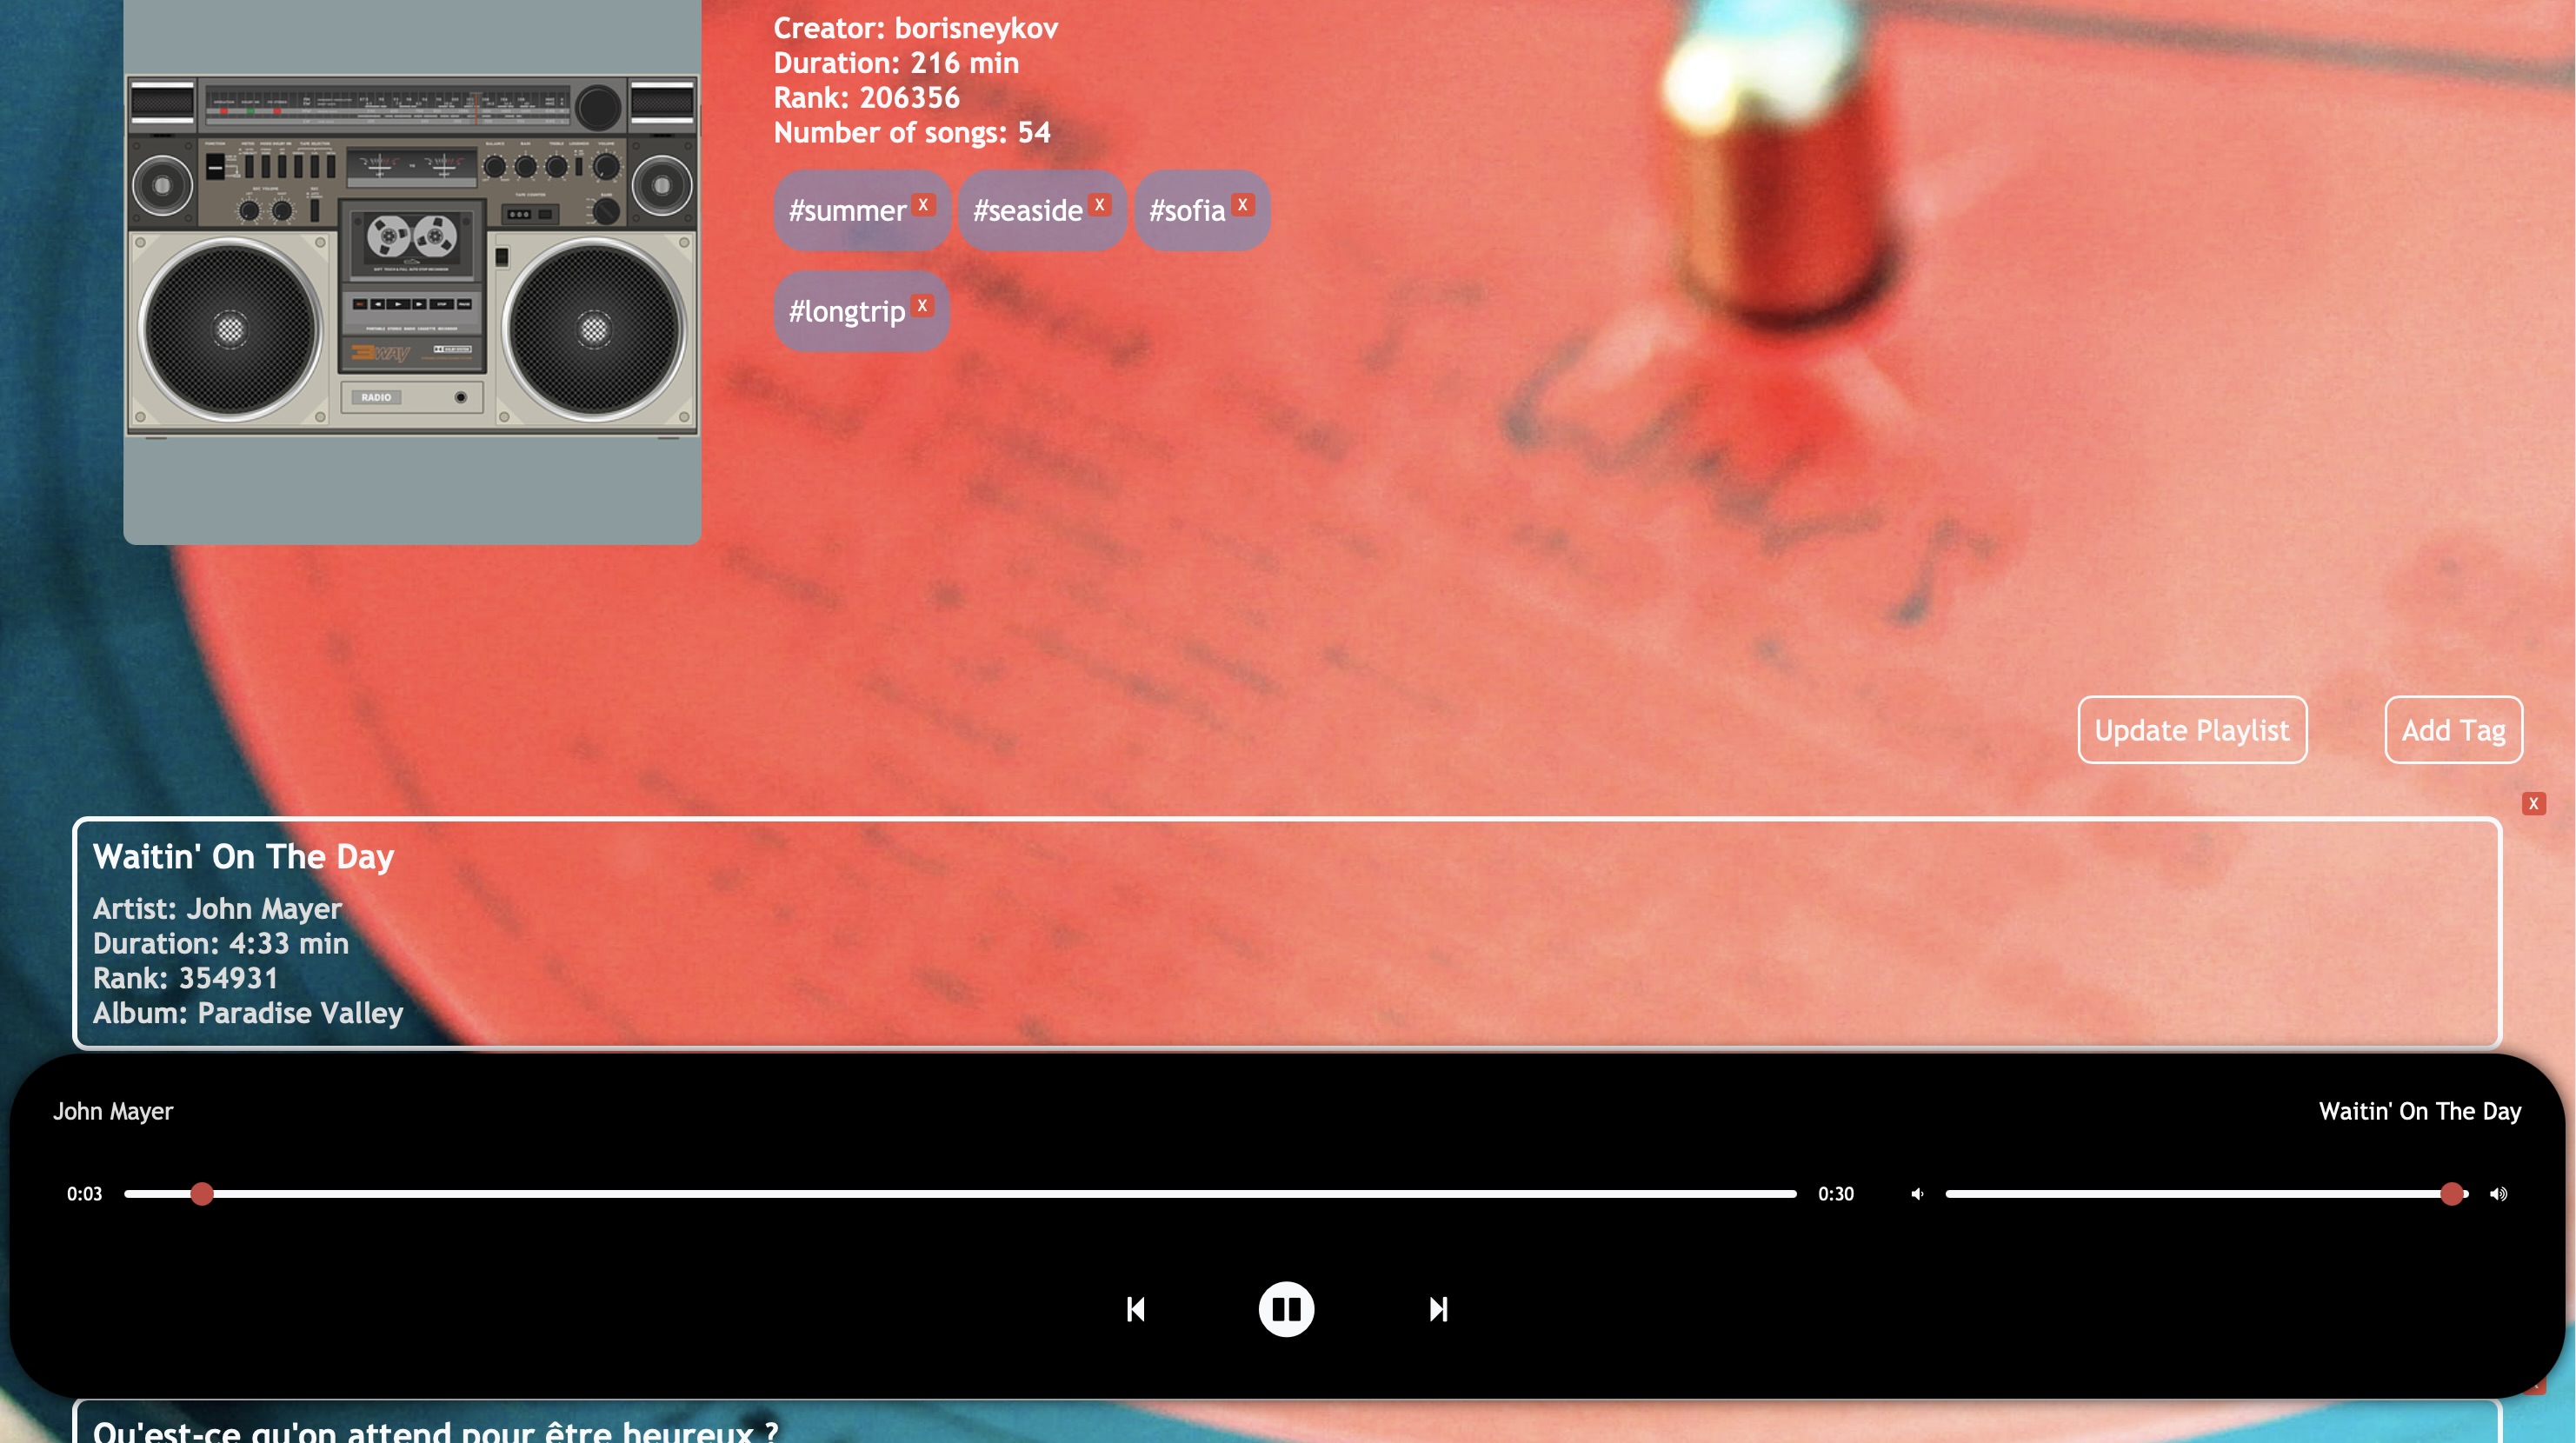 Creator: borisneykov
Duration: 216 min
Rank: 206356
Number of songs: 54
#summer X #seaside X #sofia X
#longtrip X
3WAY
RADIO
Update Playlist Add Tag
X
Waitin' On The Day
Artist: John Mayer
Duration: 4:33 min
Rank: 354931
Album: Paradise Valley
John Mayer Waitin' On The Day
0:03 0:30
Qu'est-ce qu'on attend pour être heureux ?